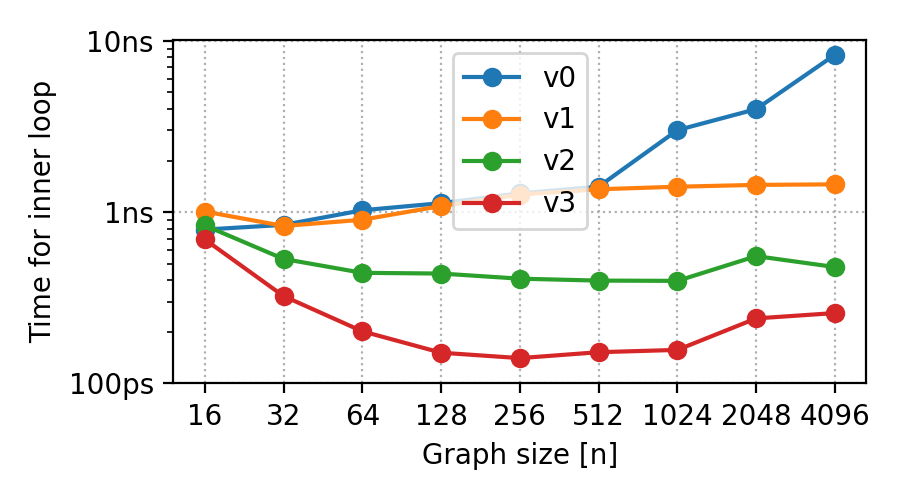 10ns
1ns
100ps
Time for inner loop
v0
v1
v2
v3
16 32 64 128 256 512 1024 2048 4096
Graph size [n]